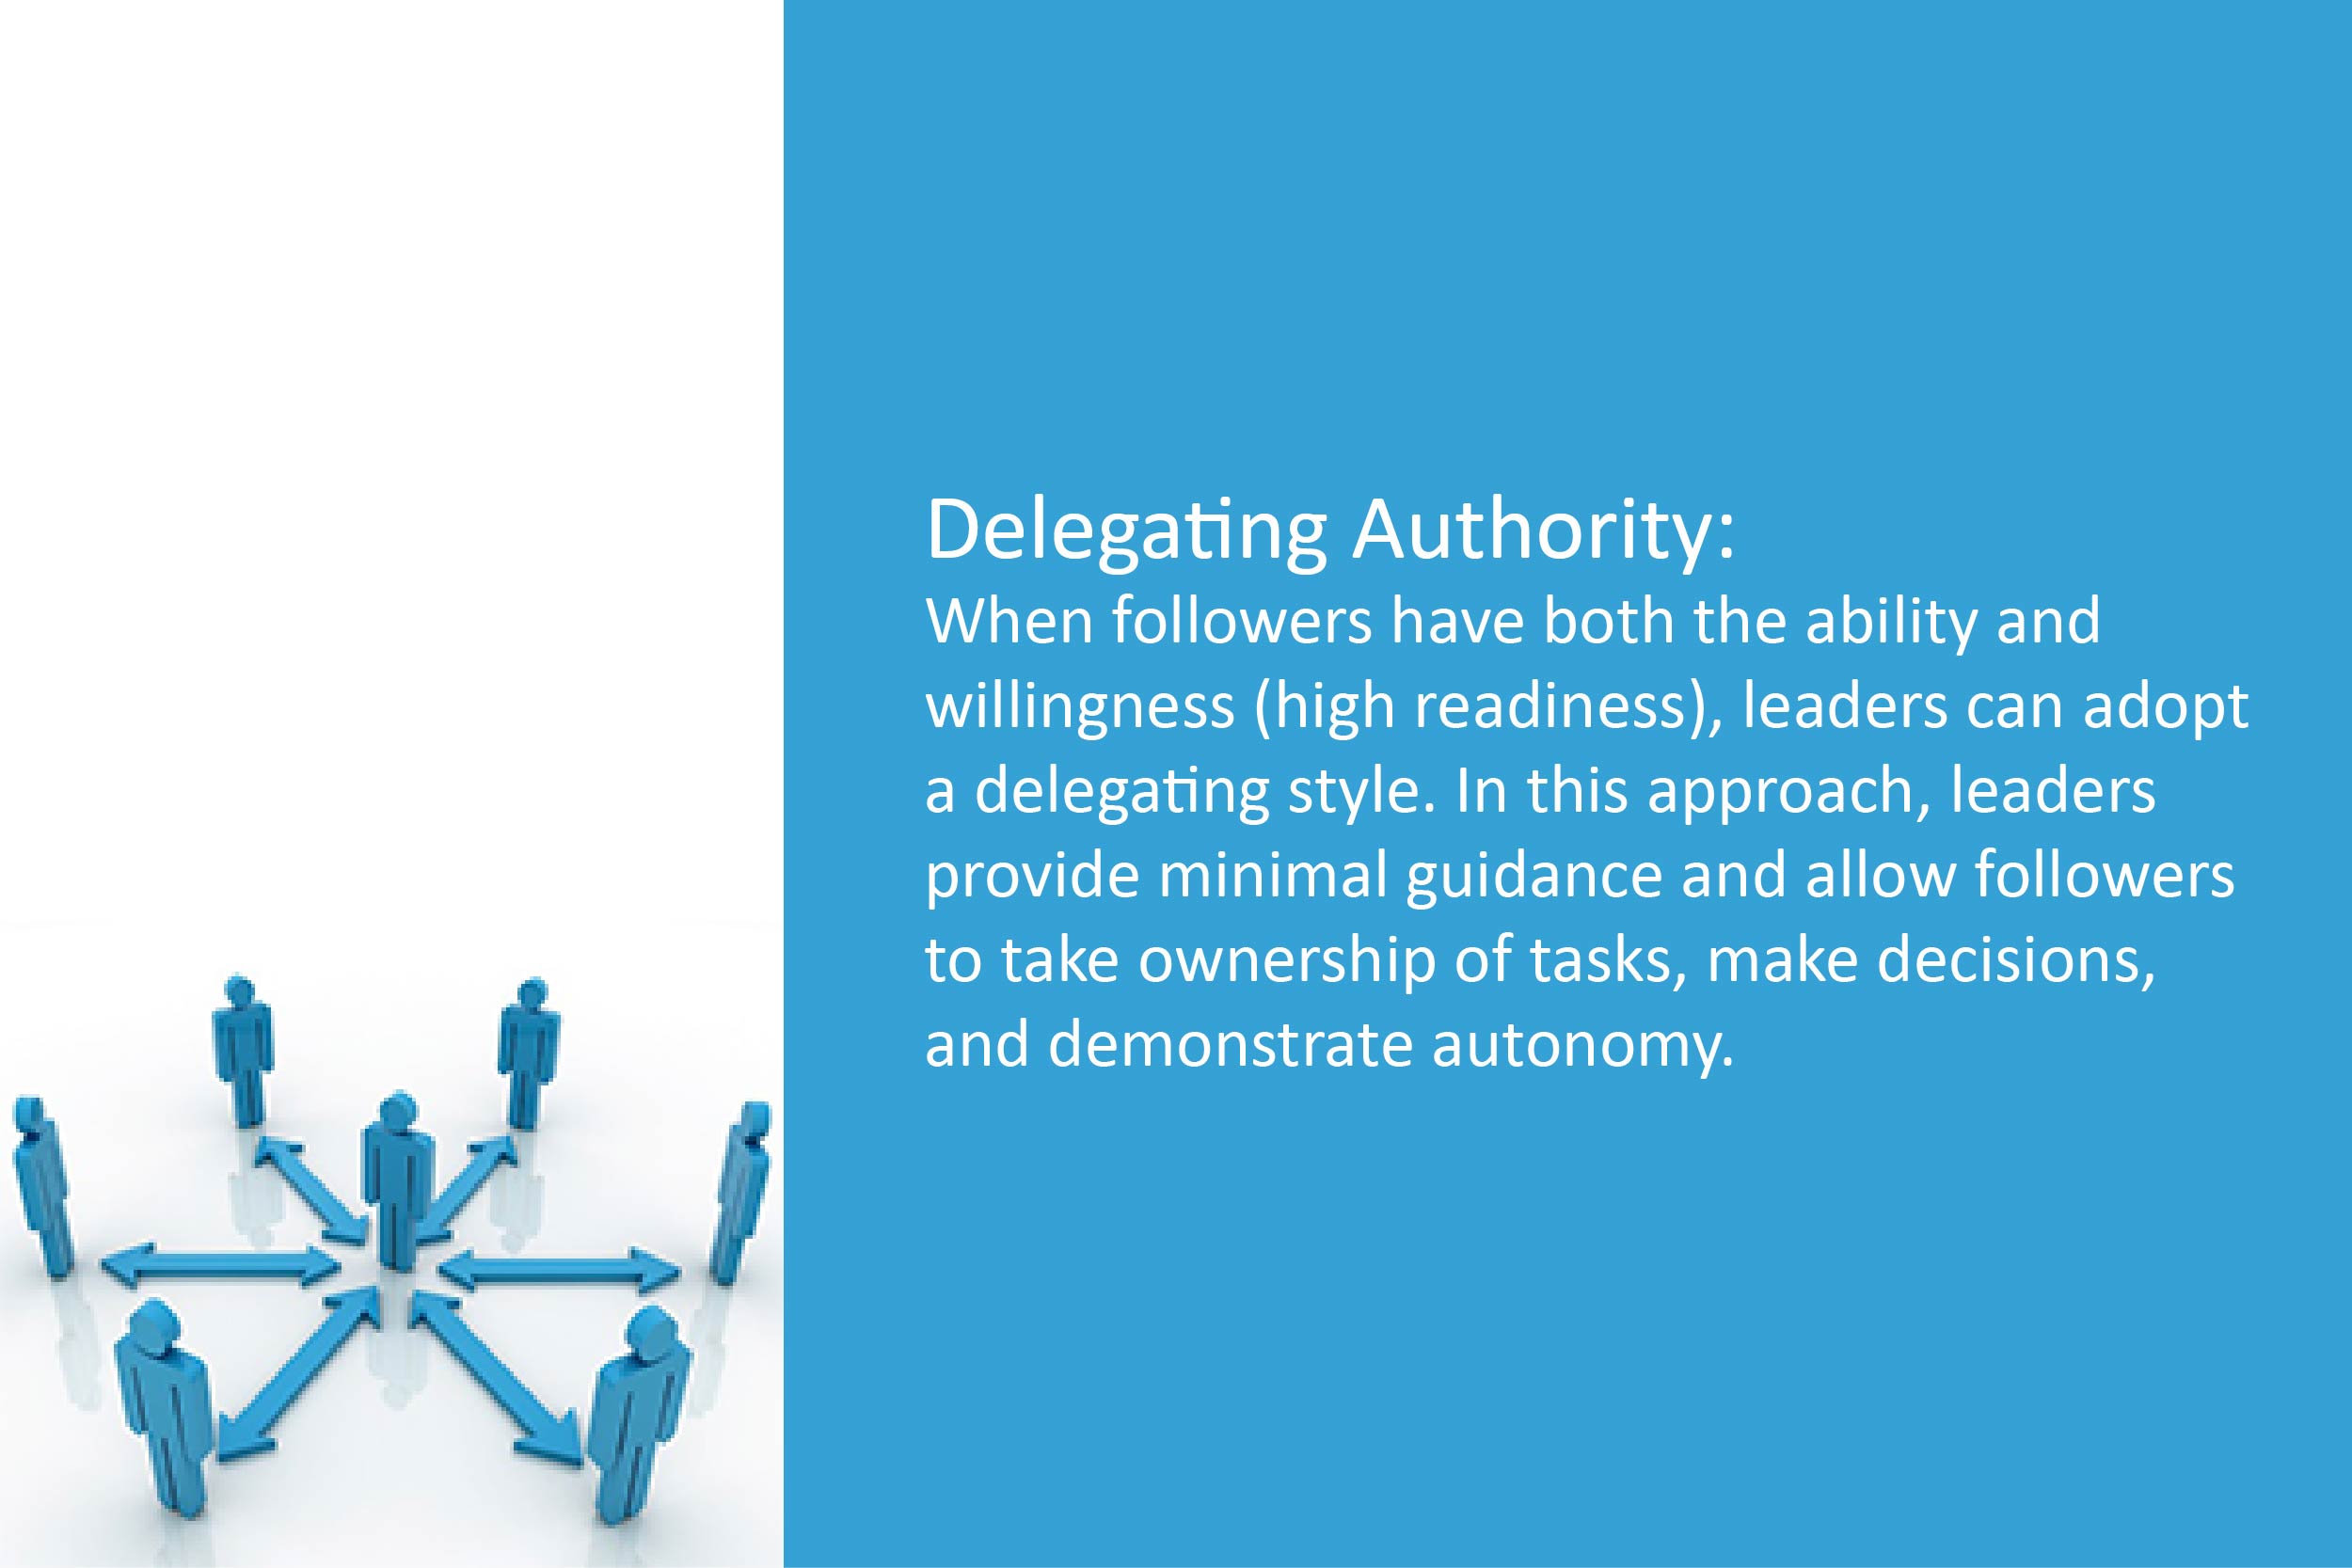 Delegating Authority:
When followers have both the ability and
willingness (high readiness), leaders can adopt
a delegating style. In this approach, leaders
provide minimal guidance and allow followers
to take ownership of tasks, make decisions,
and demonstrate autonomy.